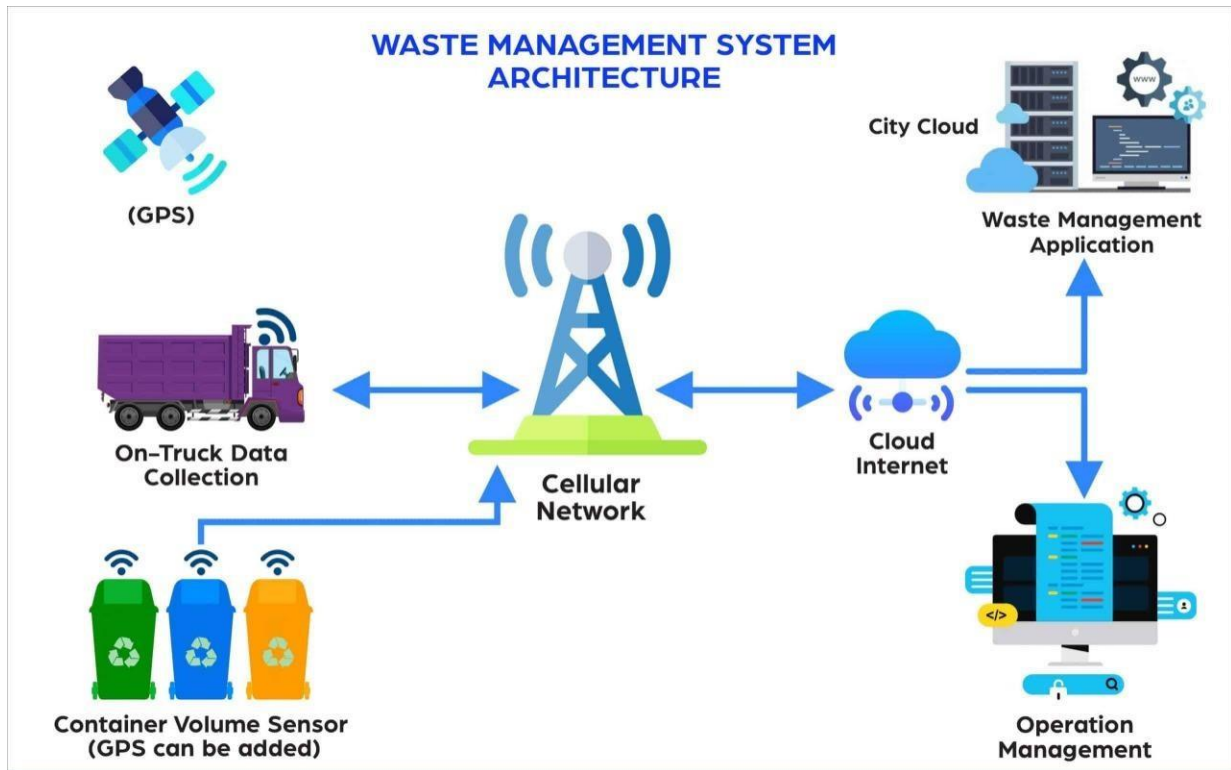 WASTE MANAGEMENT SYSTEM
ARCHITECTURE
(GPS)
City Cloud
www
Waste Management
Application
On-Truck Data
Collection
Cellular
Network
Cloud
Internet
Container Volume Sensor
(GPS can be added)
</>
Operation
Management